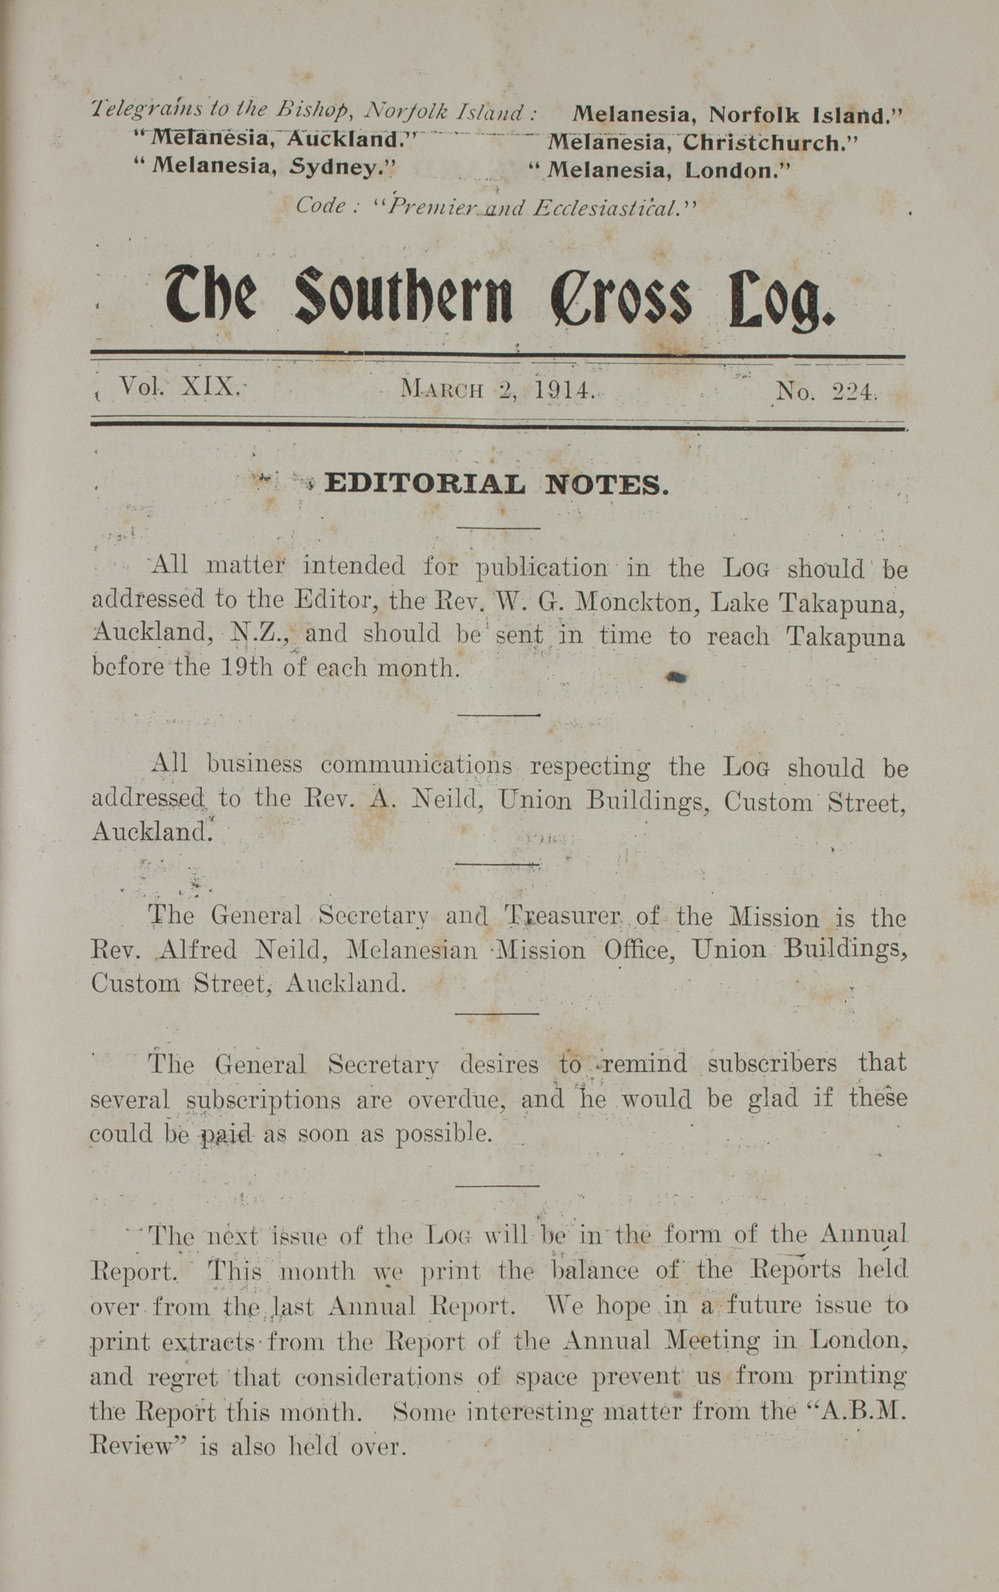 Telegrams to the Bishop, Norfolk Island : Melanesia, Norfolk Island."
"Melanesia, Auckland." Melanesia, Christchurch."
"Melanesia, Sydney." "Melanesia, London."
Code : "Premier and Ecclesiastical."
The Southern Cross Log.
Vol. XIX. March 2, 1914. No. 224.
EDITORIAL NOTES.
All matter intended for publication in the Log should be
addressed to the Editor, the Rev. W. G. Monckton, Lake Takapuna,
Auckland, N.Z., and should be sent in time to reach Takapuna
before the 19th of each month.
All business communications respecting the Log should be
addressed to the Rev. A. Neild, Union Buildings, Custom Street,
Auckland.
The General Secretary and Treasurer of the Mission is the
Rev. Alfred Neild, Melanesian Mission Office, Union Buildings,
Custom Street, Auckland.
The General Secretary desires to remind subscribers that
several subscriptions are overdue, and he would be glad if these
could be paid as soon as possible.
The next issue of the Log will be in the form of the Annual
Report. This month we print the balance of the Reports held
over from the last Annual Report. We hope in a future issue to
print extracts from the Report of the Annual Meeting in London,
and regret that considerations of space prevent us from printing
the Report this month. Some interesting matter from the "A.B.M.
Review" is also held over.